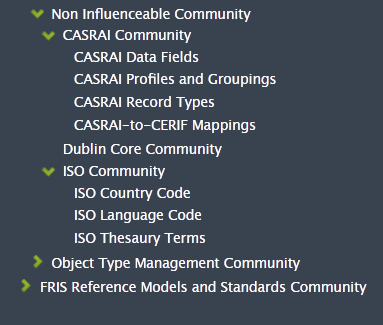 Non Influenceable Community
CASRAI Community
CASRAI Data Fields
CASRAI Profiles and Groupings
CASRAI Record Types
CASRAI-to-CERIF Mappings
Dublin Core Community
ISO Community
ISO Country Code
ISO Language Code
ISO Thesaury Terms
Object Type Management Community
FRIS Reference Models and Standards Community